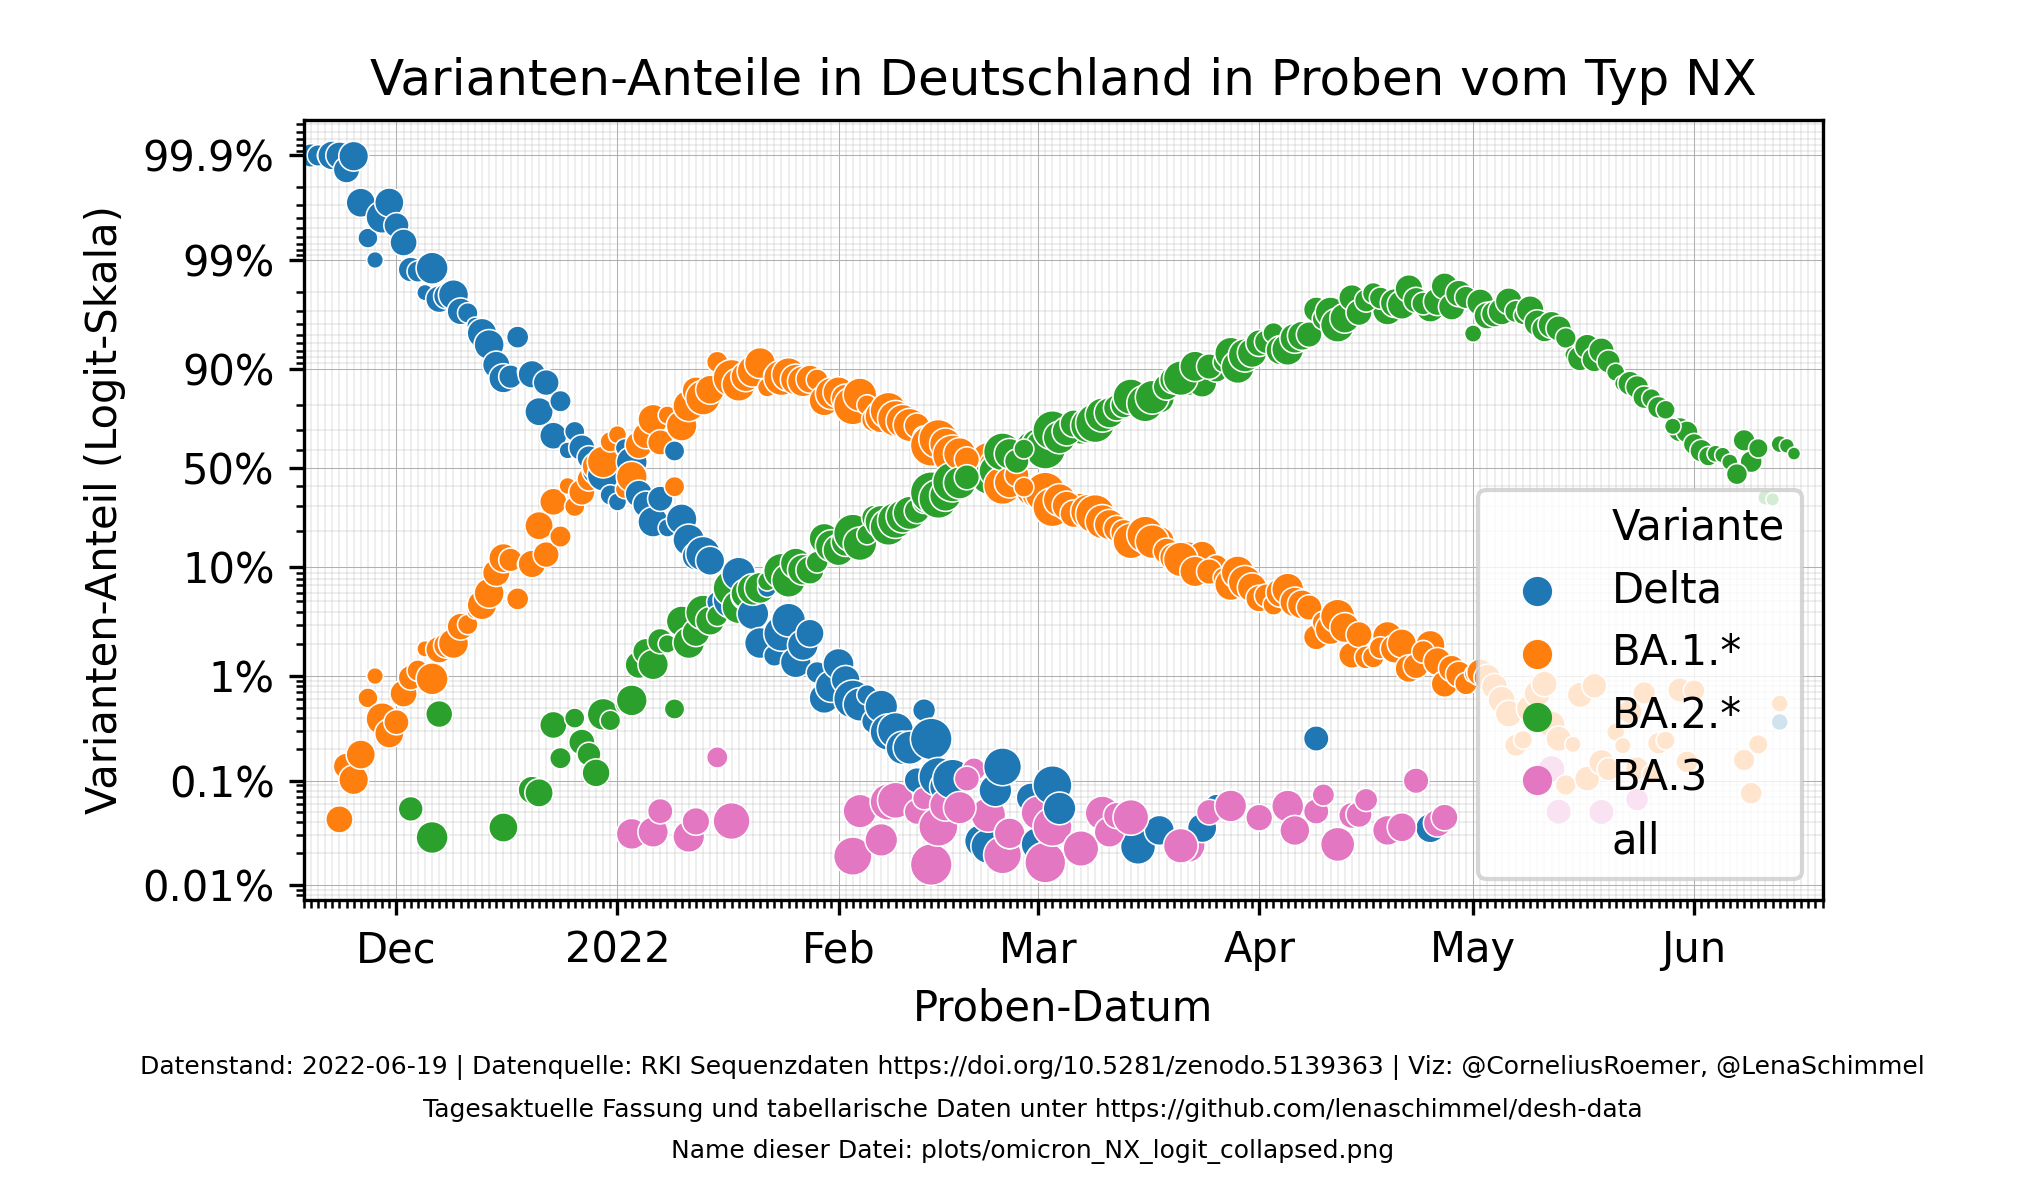 Varianten-Anteile in Deutschland in Proben vom Typ NX
Varianten-Anteil (Logit-Skala)
99.9%
99%
90%
50%
10%
1%
0.1%
0.01%
Variante
Delta
BA.1.*
BA.2.*
BA.3
all
Dec
2022
Feb
Mar
Apr
May
Jun
Proben-Datum
Datenstand: 2022-06-19 | Datenquelle: RKI Sequenzdaten https://doi.org/10.5281/zenodo.5139363 | Viz: @CorneliusRoemer, @LenaSchimmel
Tagesaktuelle Fassung und tabellarische Daten unter https://github.com/lenaschimmel/desh-data
Name dieser Datei: plots/omicron_NX_logit_collapsed.png